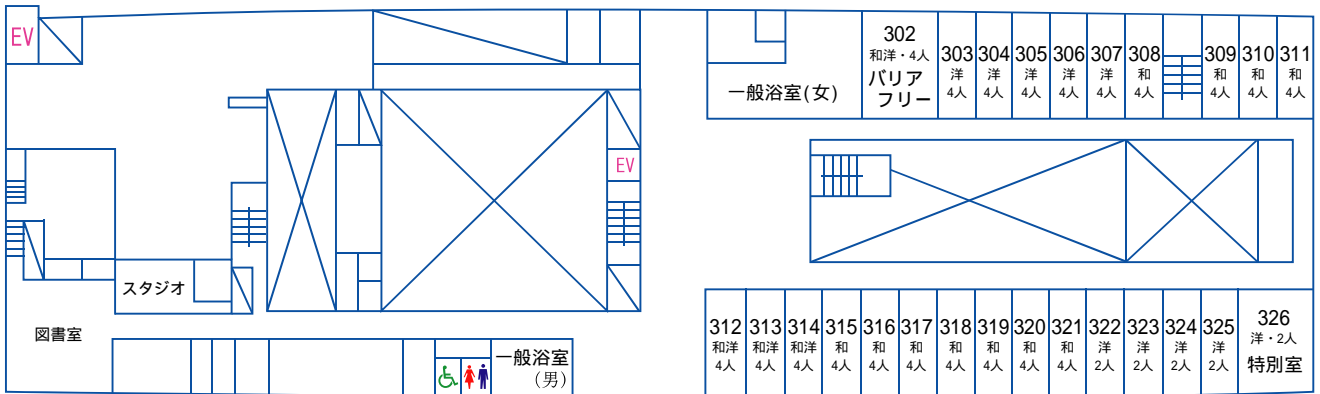 EV
一般浴室(女)
302
和洋・4人
バリア
フリー
303
洋
4人
304
洋
4人
305
洋
4人
306
洋
4人
307
洋
4人
308
和
4人
309
和
4人
310
和
4人
311
和
4人
EV
スタジオ
図書室
一般浴室
(男)
312
和洋
4人
313
和洋
4人
314
和洋
4人
315
和
4人
316
和
4人
317
和
4人
318
和
4人
319
和
4人
320
和
4人
321
和
4人
322
洋
2人
323
洋
2人
324
洋
2人
325
洋
2人
326
洋・2人
特別室